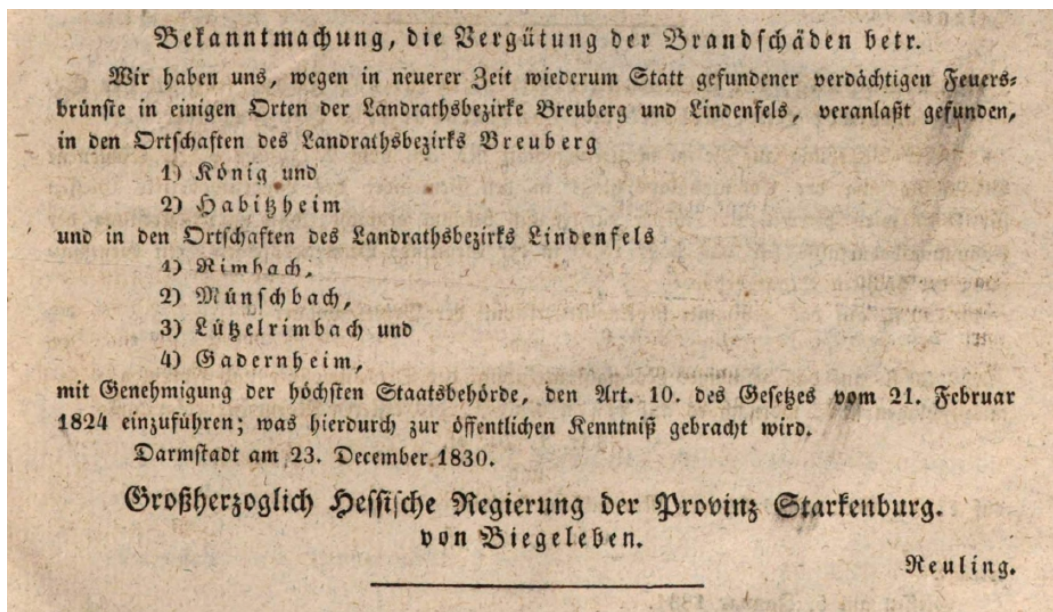 Bekanntmachung, die Vergütung der Brandschäden betr.
Wir haben uns, wegen in neuerer Zeit wiederum Statt gefundener verdächtigen Feuers-
brünste in einigen Orten der Landrathsbezirke Breuberg und Lindenfels, veranlaßt gefunden,
in den Ortschaften des Landrathsbezirks Breuberg
1) König und
2) Habitzheim
und in den Ortschaften des Landrathsbezirks Lindenfels
1) Rimbach,
2) Münschbach,
3) Lützelrimbach und
4) Gadernheim,
mit Genehmigung der höchsten Staatsbehörde, den Art. 10. des Gesetzes vom 21. Februar
1824 einzuführen; was hierdurch zur öffentlichen Kenntniß gebracht wird.
Darmstadt am 23. December 1830.
Großherzoglich Hessische Regierung der Provinz Starkenburg.
von Biegeleben.
Reuling.